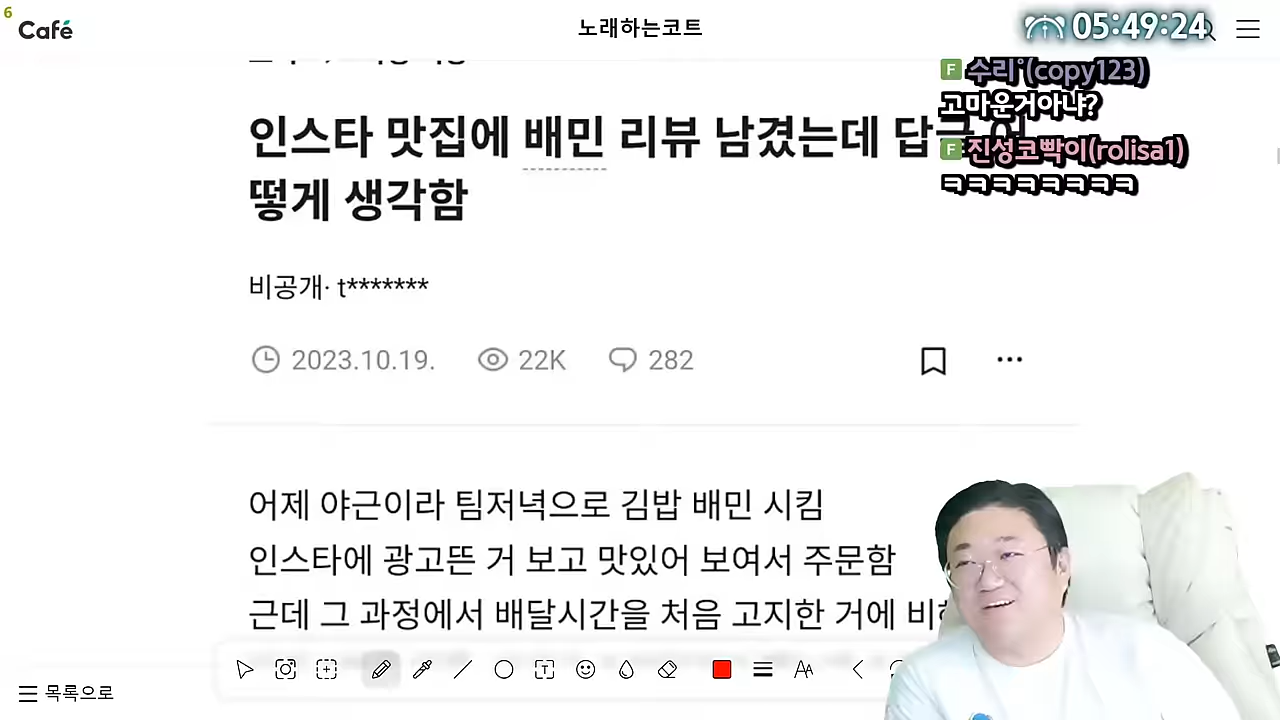 6
Café
노래하는코트
05:49:24
수리 (copy123)
고마운거아냐?
진성코빡이(rolisa1)
ㅋㅋㅋㅋㅋㅋㅋㅋ
인스타 맛집에 배민 리뷰 남겼는데
떻게 생각함
비공개· t*******
2023.10.19. 22K 282
어제 야근이라 팀저녁으로 김밥 배민 시킴
인스타에 광고뜬 거 보고 맛있어 보여서 주문함
근데 그 과정에서 배달시간을 처음 고지한 거에
목록으로